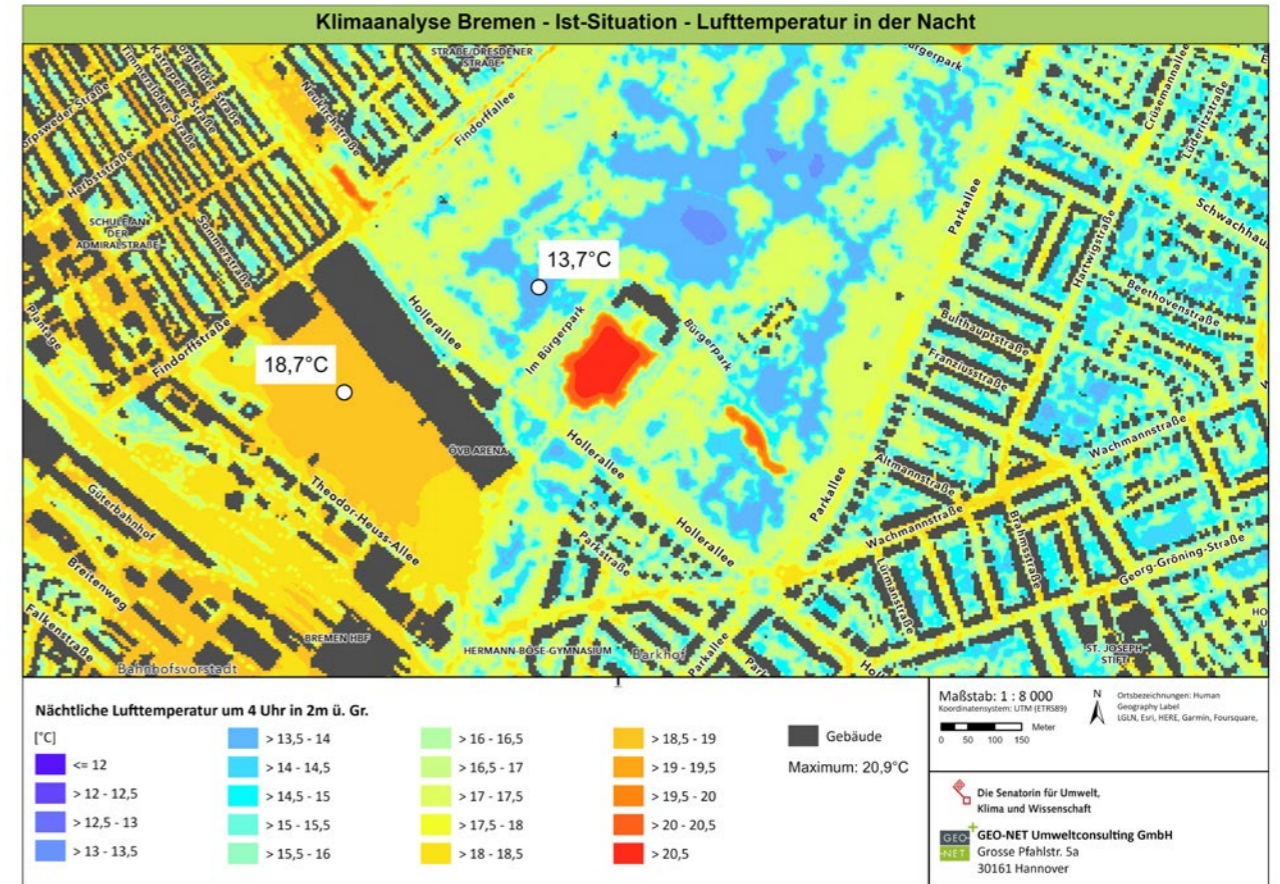 Klimaanalyse Bremen - Ist-Situation - Lufttemperatur in der Nacht
STRAßE/DRESDENER
STRAßE
Bürgerpark
Neukirchstraße
Findorffallee
Crüsemannallee
Lüderitzstraße
Herbststraße
SCHULE AN
DER
ADMIRALSTRAßE
Sommerstraße
Parkallee
Hartwigstraße
Beethovenstraße
13,7°C
Hollerallee
Im Bürgerpark
Bürgerpark
Bulthauptstraße
Franziusstraße
Findorffstraße
18,7°C
ÖVB ARENA
Hollerallee
Wachmannstraße
Altmannstraße
Parkallee
Güterbahnhof
Theodor-Heuss-Allee
Hollerallee
Wachmannstraße
Brahmsstraße
Georg-Gröning-Straße
Breitenweg
Parkstraße
Lürmanstraße
Falkenstraße
BREMEN HBF
HERMANN-BÖSE-GYMNASIUM
Barkhof
Parkallee
ST. JOSEPH
STIFT
Bahnhofsvorstadt
Nächtliche Lufttemperatur um 4 Uhr in 2m ü. Gr.
[°C]
<= 12
> 12 - 12,5
> 12,5 - 13
> 13 - 13,5
> 13,5 - 14
> 14 - 14,5
> 14,5 - 15
> 15 - 15,5
> 15,5 - 16
> 16 - 16,5
> 16,5 - 17
> 17 - 17,5
> 17,5 - 18
> 18 - 18,5
> 18,5 - 19
> 19 - 19,5
> 19,5 - 20
> 20 - 20,5
> 20,5
Gebäude
Maximum: 20,9°C
Maßstab: 1 : 8 000
Koordinatensystem: UTM (ETRS89)
Meter
0 50 100 150
N
Ortsbezeichnungen: Human
Geography Label
LGLN, Esri, HERE, Garmin, Foursquare,
Die Senatorin für Umwelt,
Klima und Wissenschaft
GEO-NET
GEO-NET Umweltconsulting GmbH
Grosse Pfahlstr. 5a
30161 Hannover